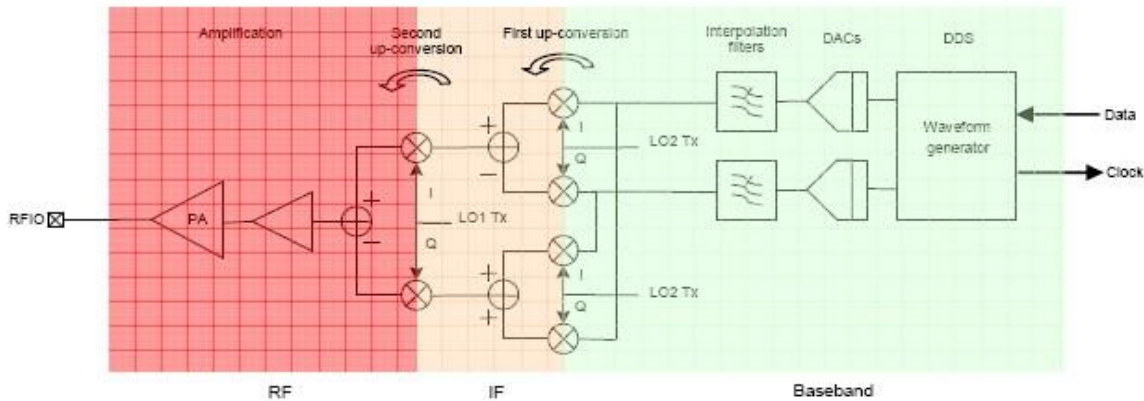 Amplification
Second
up-conversion
First up-conversion
Interpolation
filters
DACs
DDS
+
−
I
Q
LO2 Tx
Waveform
generator
Data
Clock
RFIO
PA
+
−
I
Q
LO1 Tx
+
+
I
Q
LO2 Tx
RF
IF
Baseband